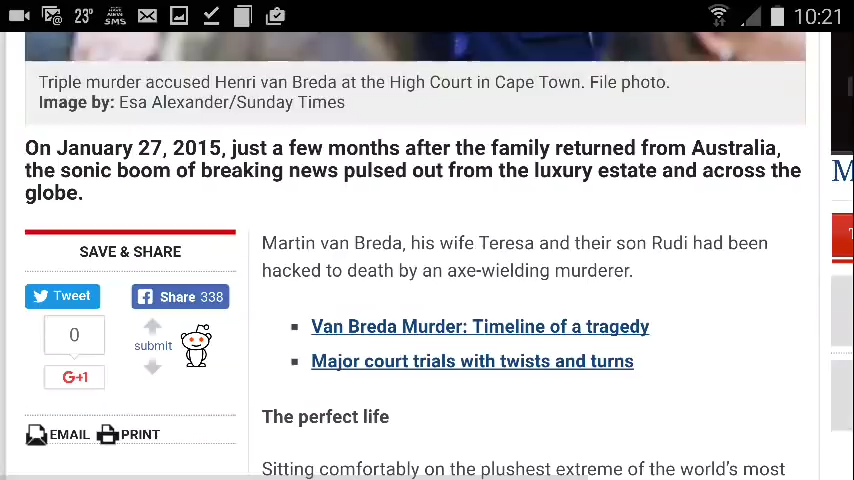 23° HAVE A NEW SMS 10:21
Triple murder accused Henri van Breda at the High Court in Cape Town. File photo.
Image by: Esa Alexander/Sunday Times
On January 27, 2015, just a few months after the family returned from Australia,
the sonic boom of breaking news pulsed out from the luxury estate and across the
globe.
SAVE & SHARE
Tweet
Share 338
0
submit
G+1
EMAIL PRINT
Martin van Breda, his wife Teresa and their son Rudi had been
hacked to death by an axe-wielding murderer.
Van Breda Murder: Timeline of a tragedy
Major court trials with twists and turns
The perfect life
Sitting comfortably on the plushest extreme of the world's most
M